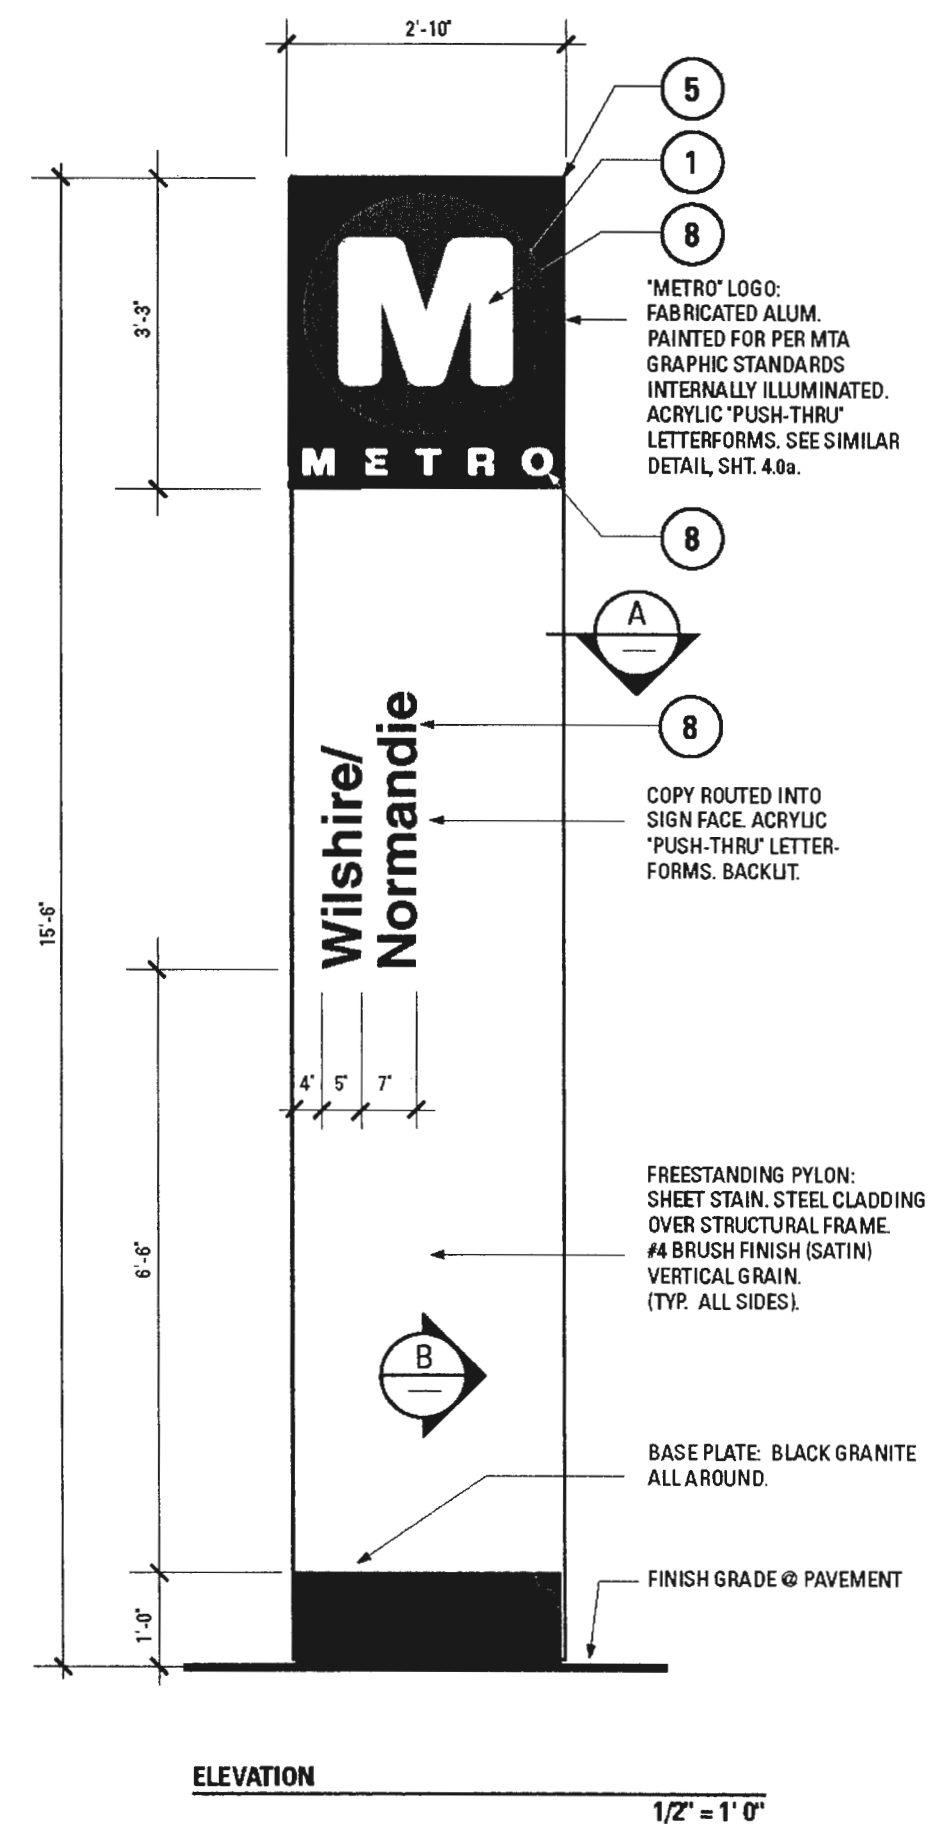 2'-10"
5
1
8
3'-3"
M
METRO
"METRO" LOGO:
FABRICATED ALUM.
PAINTED FOR PER MTA
GRAPHIC STANDARDS
INTERNALLY ILLUMINATED.
ACRYLIC "PUSH-THRU"
LETTERFORMS. SEE SIMILAR
DETAIL, SHT. 4.0a.
8
A
8
Wilshire/
Normandie
COPY ROUTED INTO
SIGN FACE. ACRYLIC
"PUSH-THRU" LETTER-
FORMS. BACKLIT.
15'-6"
4" 5" 7"
6'-6"
FREESTANDING PYLON:
SHEET STAIN. STEEL CLADDING
OVER STRUCTURAL FRAME.
#4 BRUSH FINISH (SATIN)
VERTICAL GRAIN.
(TYP. ALL SIDES).
B
BASE PLATE: BLACK GRANITE
ALL AROUND.
FINISH GRADE @ PAVEMENT
1'-0"
ELEVATION
1/2" = 1' 0"